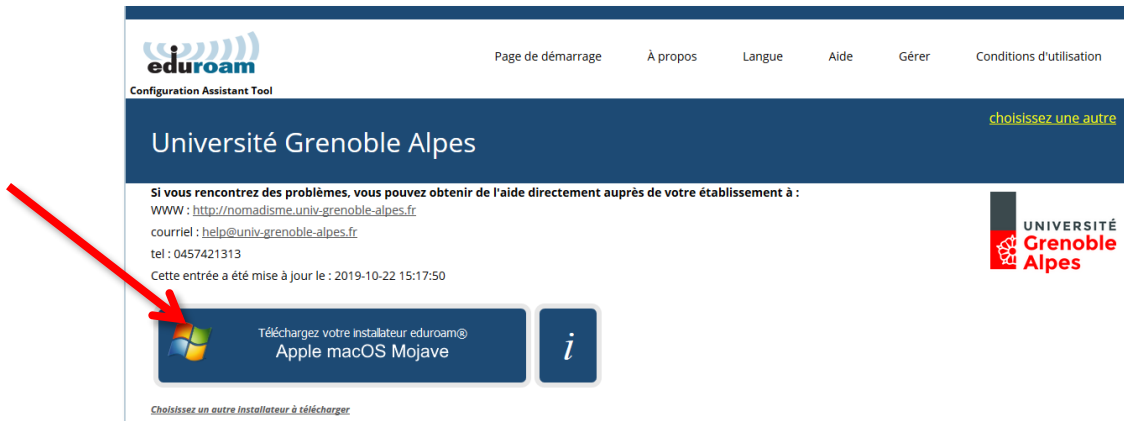 eduroam
Configuration Assistant Tool
Page de démarrage À propos Langue Aide Gérer Conditions d'utilisation
choisissez une autre
Université Grenoble Alpes
Si vous rencontrez des problèmes, vous pouvez obtenir de l'aide directement auprès de votre établissement à :
WWW : http://nomadisme.univ-grenoble-alpes.fr
courriel : help@univ-grenoble-alpes.fr
tel : 0457421313
Cette entrée a été mise à jour le : 2019-10-22 15:17:50
UNIVERSITÉ
Grenoble
Alpes
Téléchargez votre installateur eduroam®
Apple macOS Mojave
i
Choisissez un autre installateur à télécharger